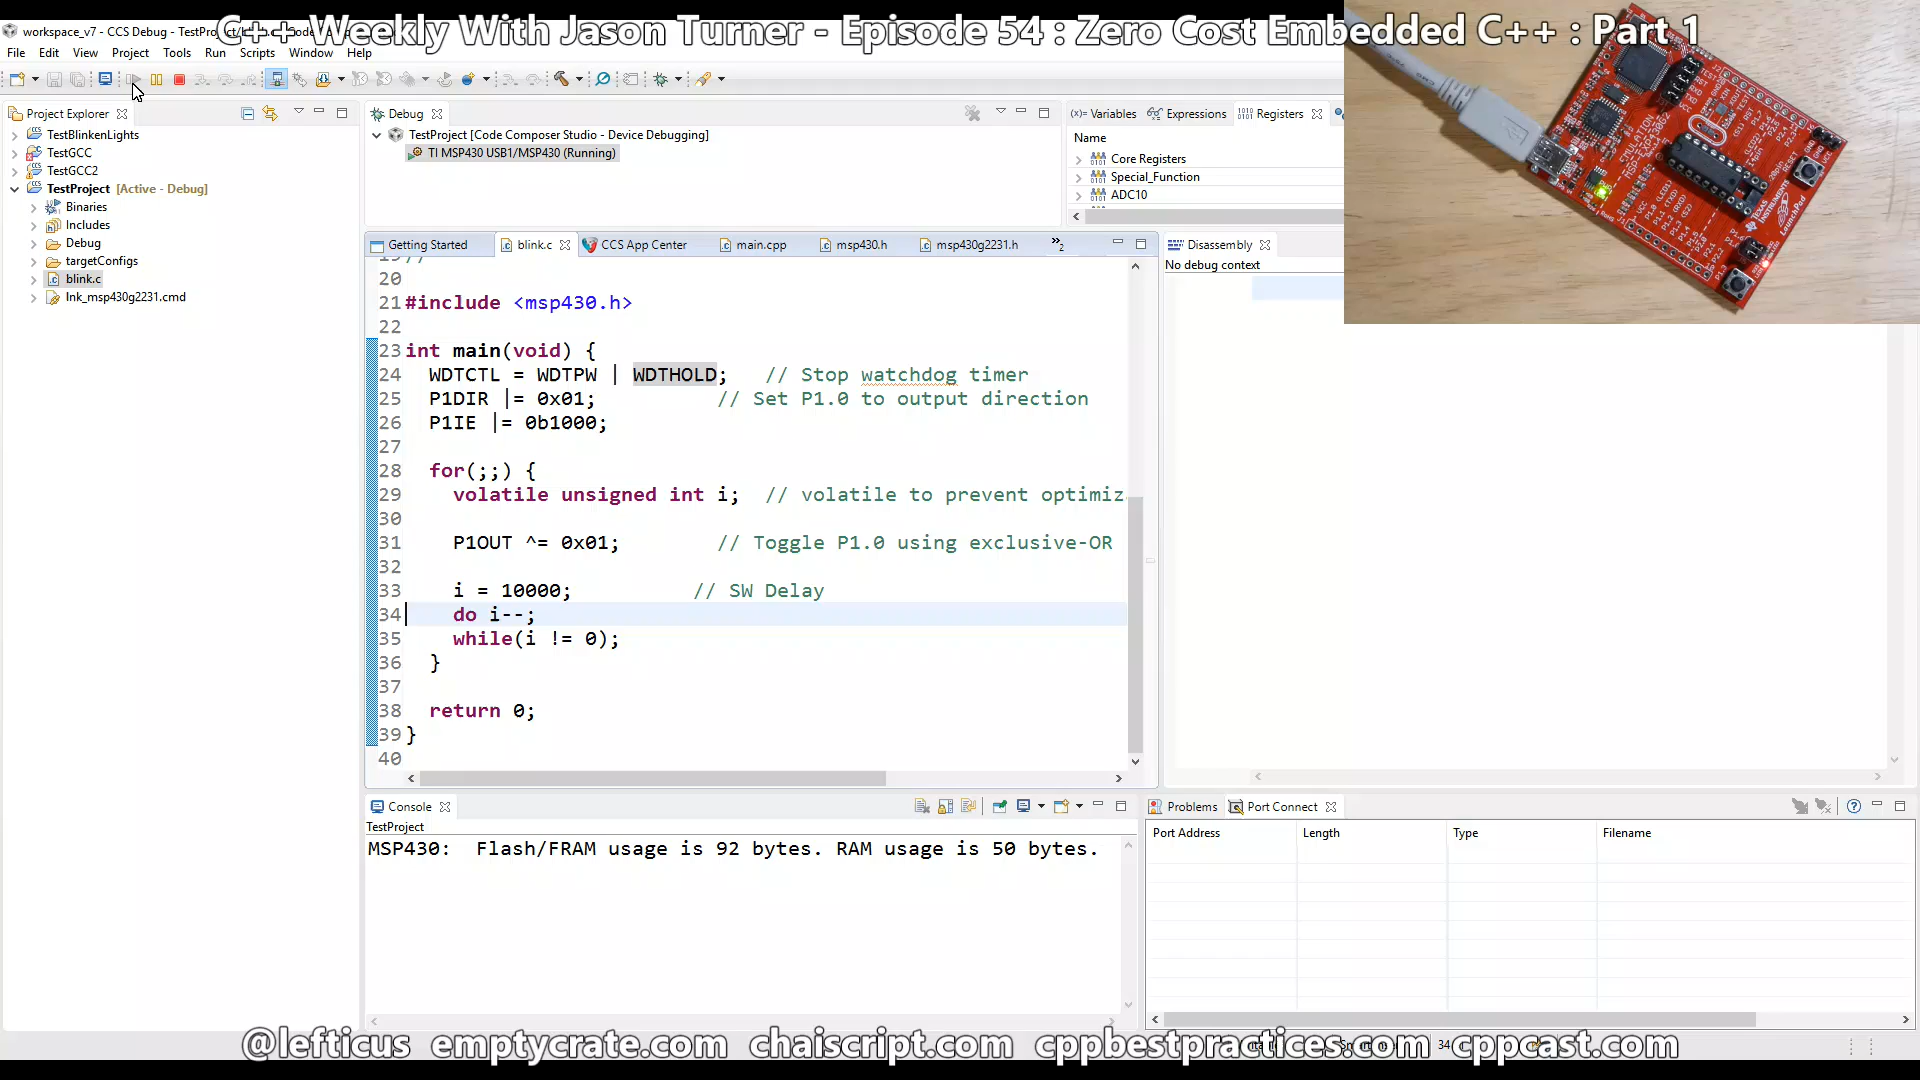 workspace_v7 - CCS Debug - TestProject/
C++ Weekly With Jason Turner - Episode 54 : Zero Cost Embedded C++ : Part 1
File Edit View Project Tools Run Scripts Window Help
Project Explorer
TestBlinkenLights
TestGCC
TestGCC2
TestProject [Active - Debug]
Binaries
Includes
Debug
targetConfigs
blink.c
lnk_msp430g2231.cmd
Debug
TestProject [Code Composer Studio - Device Debugging]
TI MSP430 USB1/MSP430 (Running)
(x)= Variables Expressions Registers
Name
Core Registers
Special_Function
ADC10
Getting Started blink.c CCS App Center main.cpp msp430.h msp430g2231.h »2
19 //
20
21 #include <msp430.h>
22
23 int main(void) {
24 WDTCTL = WDTPW | WDTHOLD; // Stop watchdog timer
25 P1DIR |= 0x01; // Set P1.0 to output direction
26 P1IE |= 0b1000;
27
28 for(;;) {
29 volatile unsigned int i; // volatile to prevent optimiz
30
31 P1OUT ^= 0x01; // Toggle P1.0 using exclusive-OR
32
33 i = 10000; // SW Delay
34 do i--;
35 while(i != 0);
36 }
37
38 return 0;
39 }
40
Disassembly
No debug context
Console
TestProject
MSP430: Flash/FRAM usage is 92 bytes. RAM usage is 50 bytes.
Problems Port Connect
Port Address Length Type Filename
@lefticus emptycrate.com chaiscript.com cppbestpractices.com cppcast.com